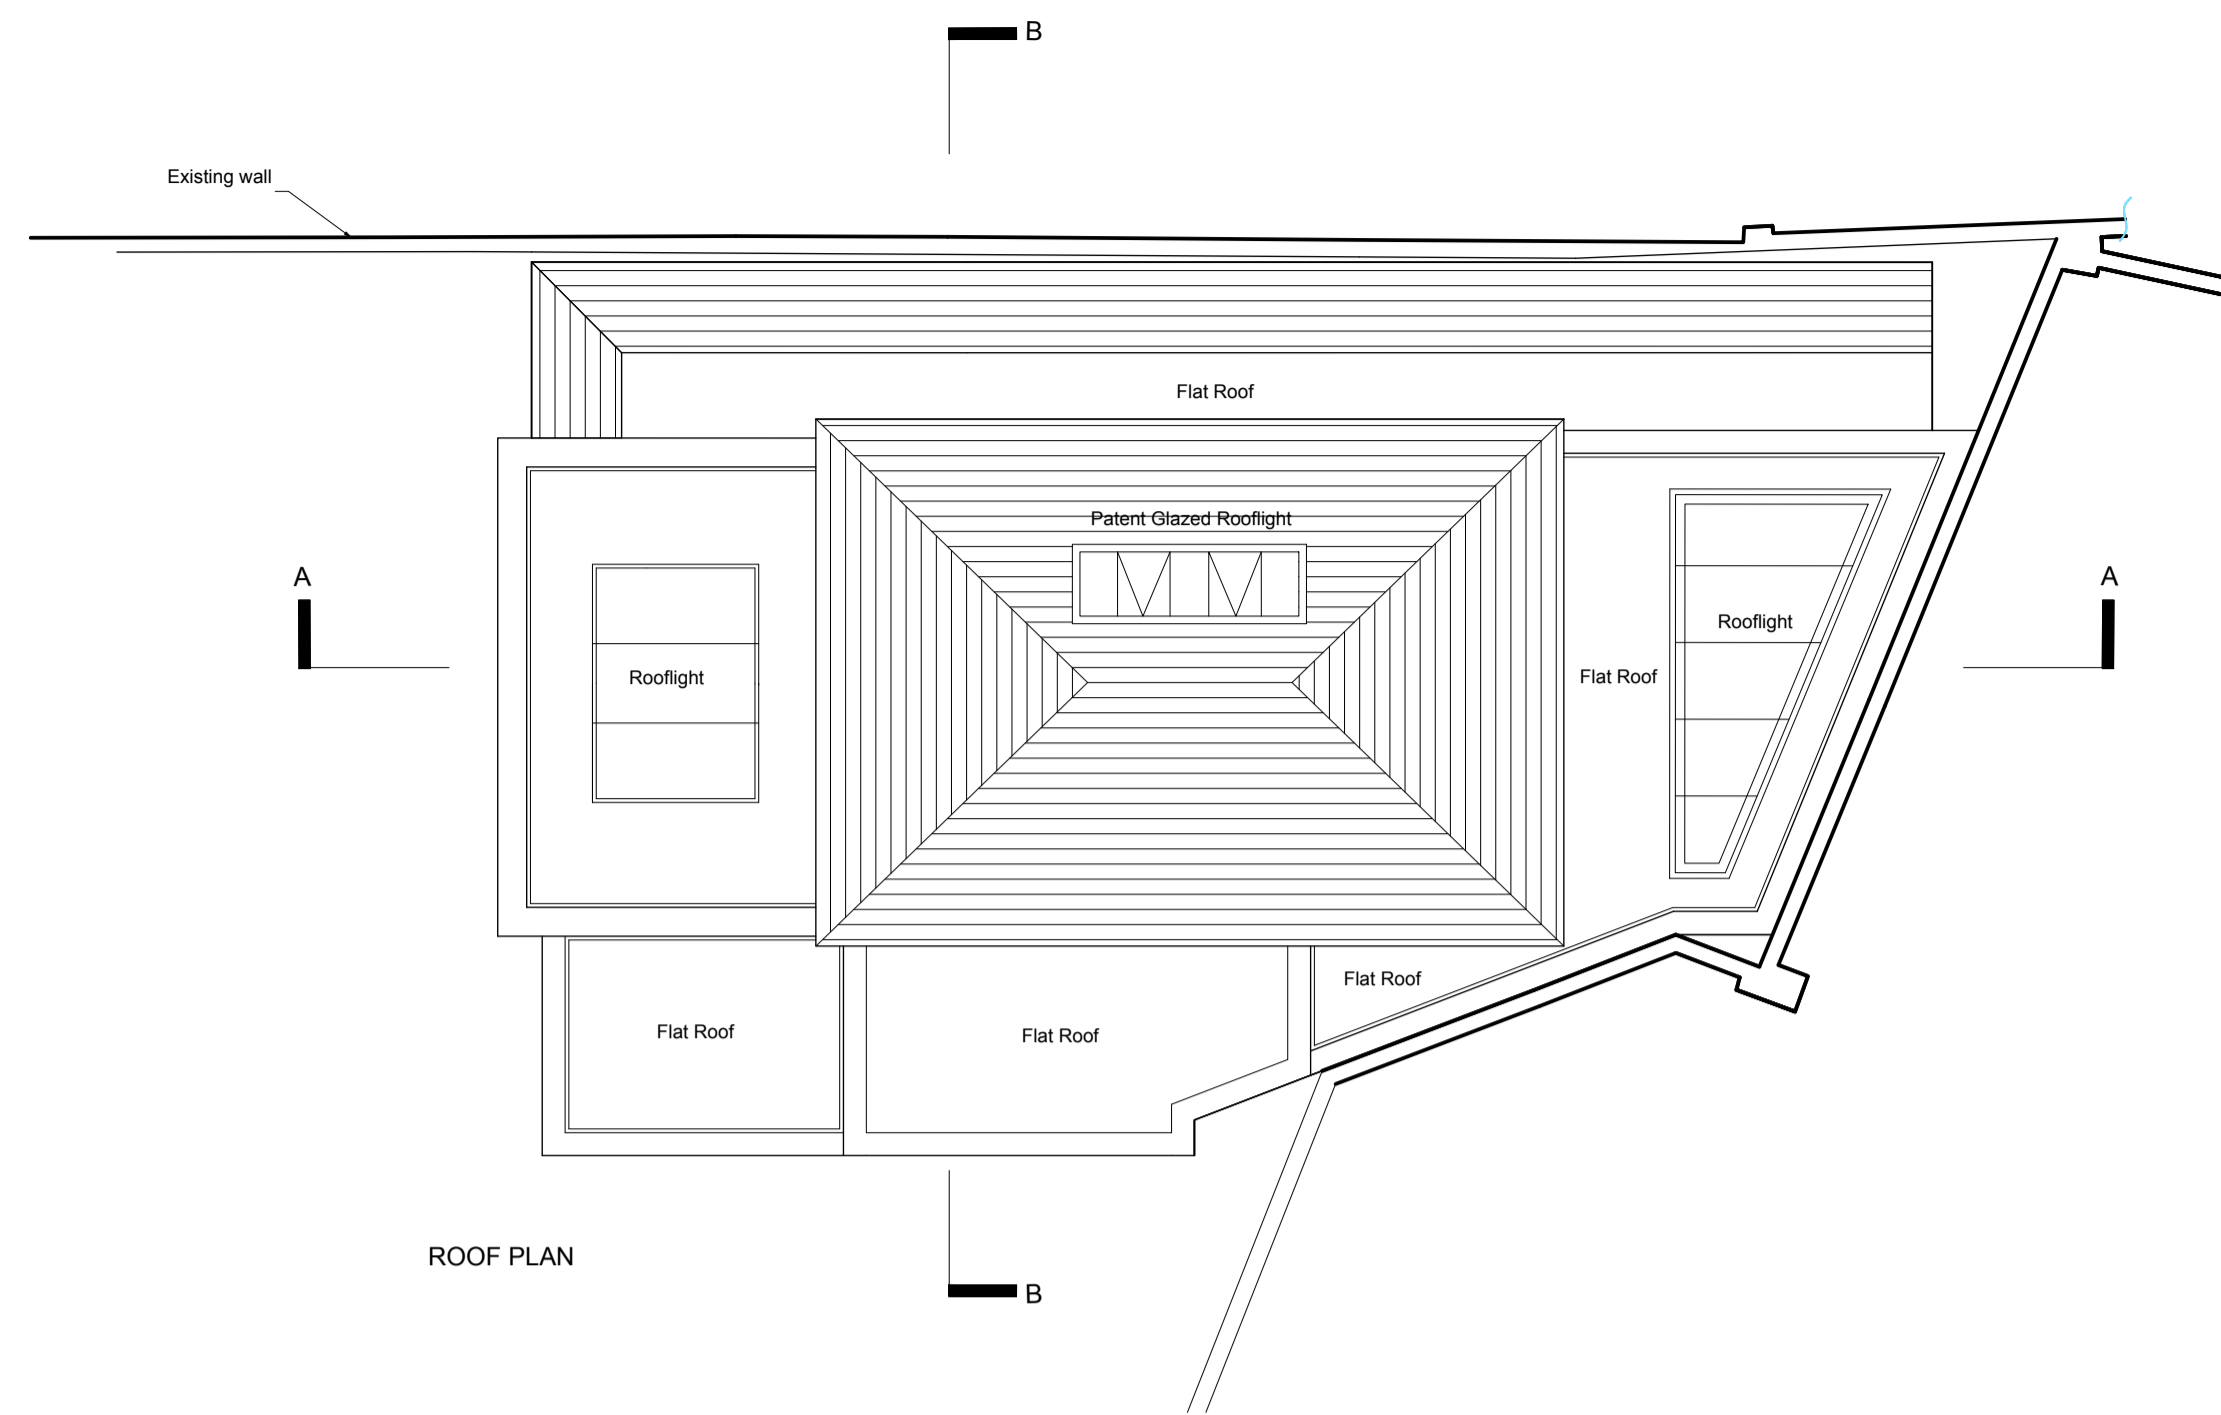 B
Existing wall
Flat Roof
Patent Glazed Rooflight
A
A
Rooflight
Flat Roof
Rooflight
Flat Roof
Flat Roof
Flat Roof
ROOF PLAN
B